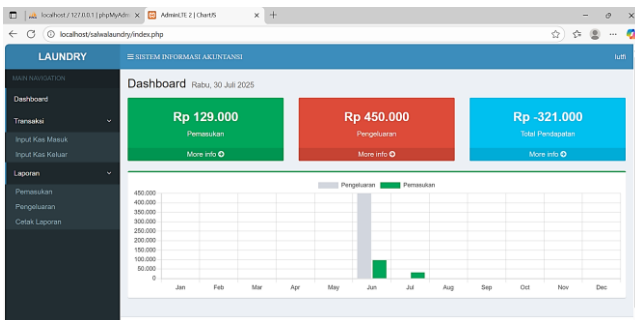 localhost / 127.0.0.1 | phpMyAdm
AdminLTE 2 | ChartJS
localhost/salwalaundry/index.php
LAUNDRY
SISTEM INFORMASI AKUNTANSI
lutfi
MAIN NAVIGATION
Dashboard
Transaksi
Input Kas Masuk
Input Kas Keluar
Laporan
Pemasukan
Pengeluaran
Cetak Laporan
Dashboard Rabu, 30 Juli 2025
Rp 129.000
Pemasukan
More info
Rp 450.000
Pengeluaran
More info
Rp -321.000
Total Pendapatan
More info
Pengeluaran Pemasukan
450.000
400.000
350.000
300.000
250.000
200.000
150.000
100.000
50.000
0
Jan Feb Mar Apr May Jun Jul Aug Sep Oct Nov Dec